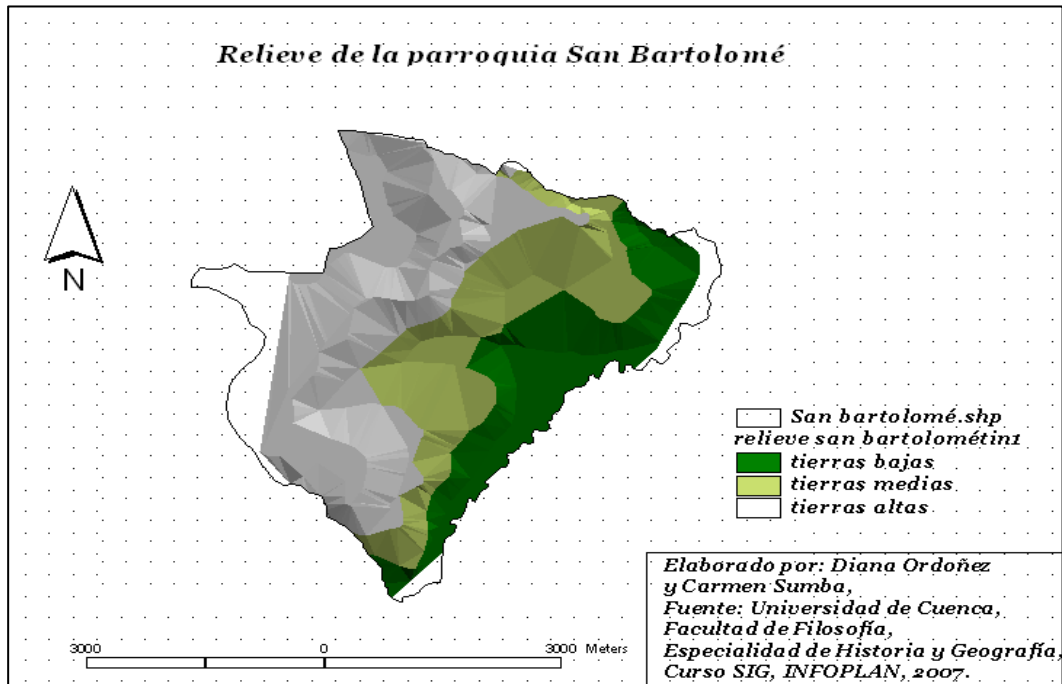 Relieve de la parroquia San Bartolomé
N
San bartolomé.shp
relieve san bartolométin1
tierras bajas
tierras medias
tierras altas
Elaborado por: Diana Ordoñez
y Carmen Sumba,
Fuente: Universidad de Cuenca,
Facultad de Filosofía,
Especialidad de Historia y Geografía,
Curso SIG, INFOPLAN, 2007.
3000 0 3000 Meters